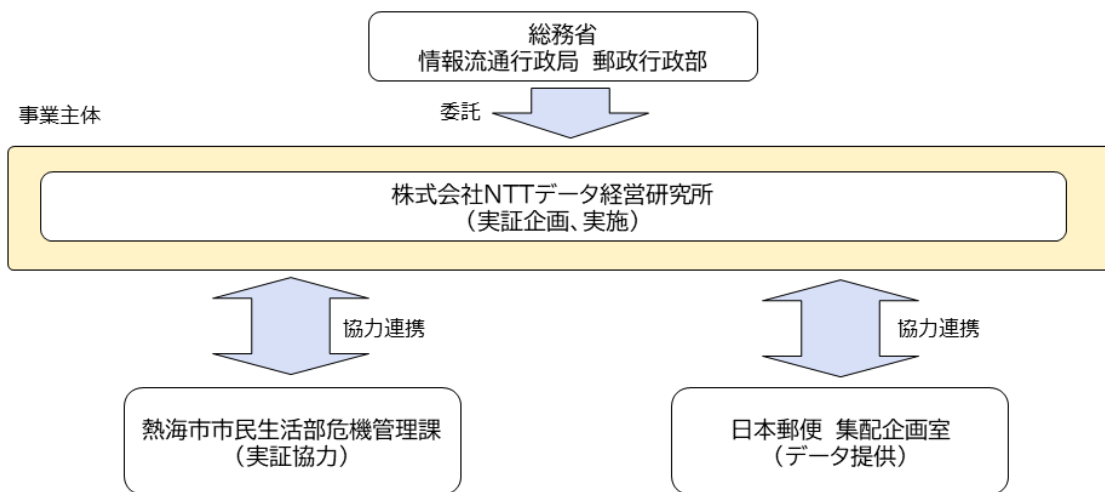 総務省
情報流通行政局 郵政行政部
事業主体
委託
株式会社NTTデータ経営研究所
（実証企画、実施）
協力連携
協力連携
熱海市市民生活部危機管理課
（実証協力）
日本郵便 集配企画室
（データ提供）